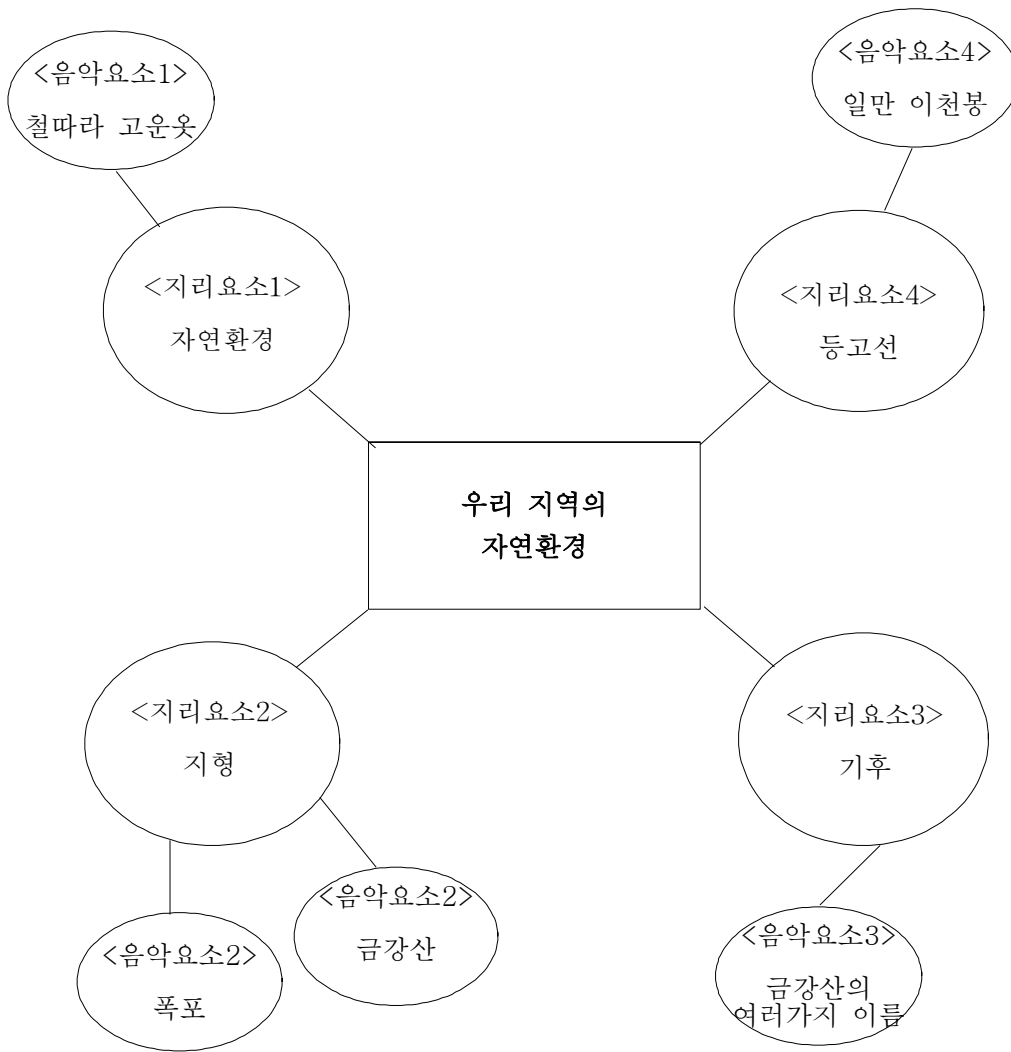 <음악요소1>
철따라 고운옷
<음악요소4>
일만 이천봉
<지리요소1>
자연환경
<지리요소4>
등고선
우리 지역의
자연환경
<지리요소2>
지형
<지리요소3>
기후
<음악요소2>
폭포
<음악요소2>
금강산
<음악요소3>
금강산의
여러가지 이름